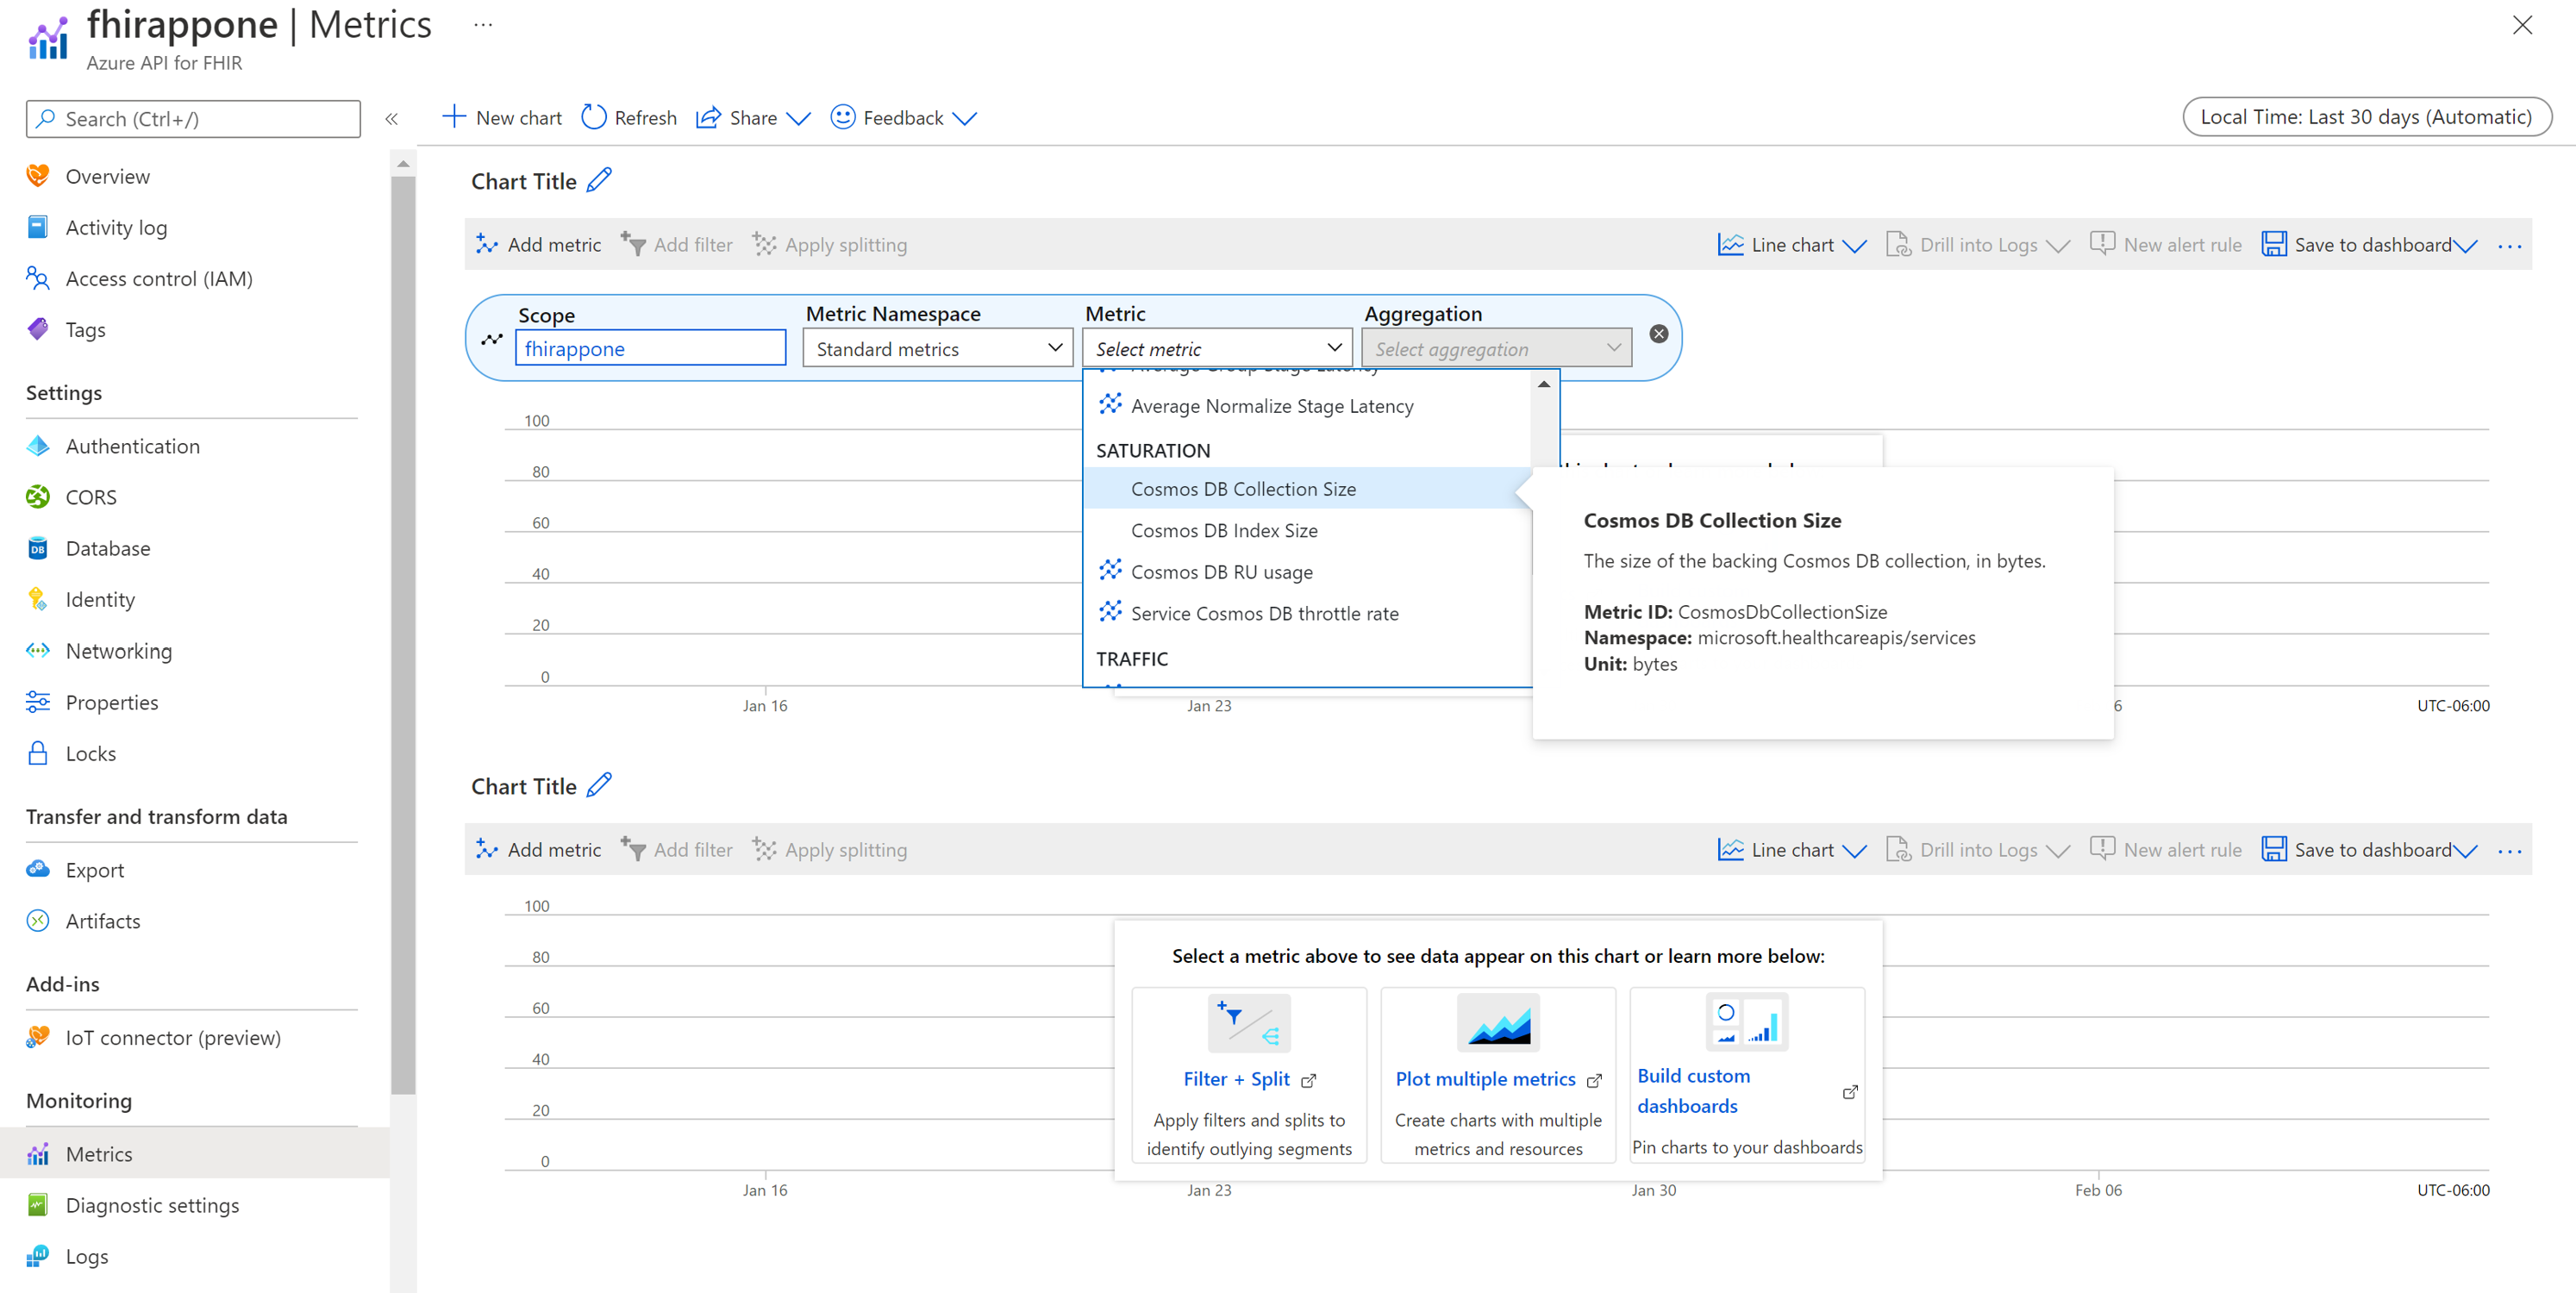 fhirappone | Metrics ...
Azure API for FHIR
Search (Ctrl+/)
«
Overview
Activity log
Access control (IAM)
Tags
Settings
Authentication
CORS
Database
Identity
Networking
Properties
Locks
Transfer and transform data
Export
Artifacts
Add-ins
IoT connector (preview)
Monitoring
Metrics
Diagnostic settings
Logs
New chart Refresh Share Feedback
Local Time: Last 30 days (Automatic)
Chart Title
Add metric Add filter Apply splitting Line chart Drill into Logs New alert rule Save to dashboard ...
Scope Metric Namespace Metric Aggregation
fhirappone Standard metrics Select metric Select aggregation
Average Group Stage Latency
Average Normalize Stage Latency
SATURATION
Cosmos DB Collection Size
Cosmos DB Index Size
Cosmos DB RU usage
Service Cosmos DB throttle rate
TRAFFIC
Cosmos DB Collection Size
The size of the backing Cosmos DB collection, in bytes.
Metric ID: CosmosDbCollectionSize
Namespace: microsoft.healthcareapis/services
Unit: bytes
100
80
60
40
20
0
Jan 16 Jan 23 6 UTC-06:00
Chart Title
Add metric Add filter Apply splitting Line chart Drill into Logs New alert rule Save to dashboard ...
100
80
60
40
20
0
Select a metric above to see data appear on this chart or learn more below:
Filter + Split
Apply filters and splits to
identify outlying segments
Plot multiple metrics
Create charts with multiple
metrics and resources
Build custom
dashboards
Pin charts to your dashboards
Jan 16 Jan 23 Jan 30 Feb 06 UTC-06:00